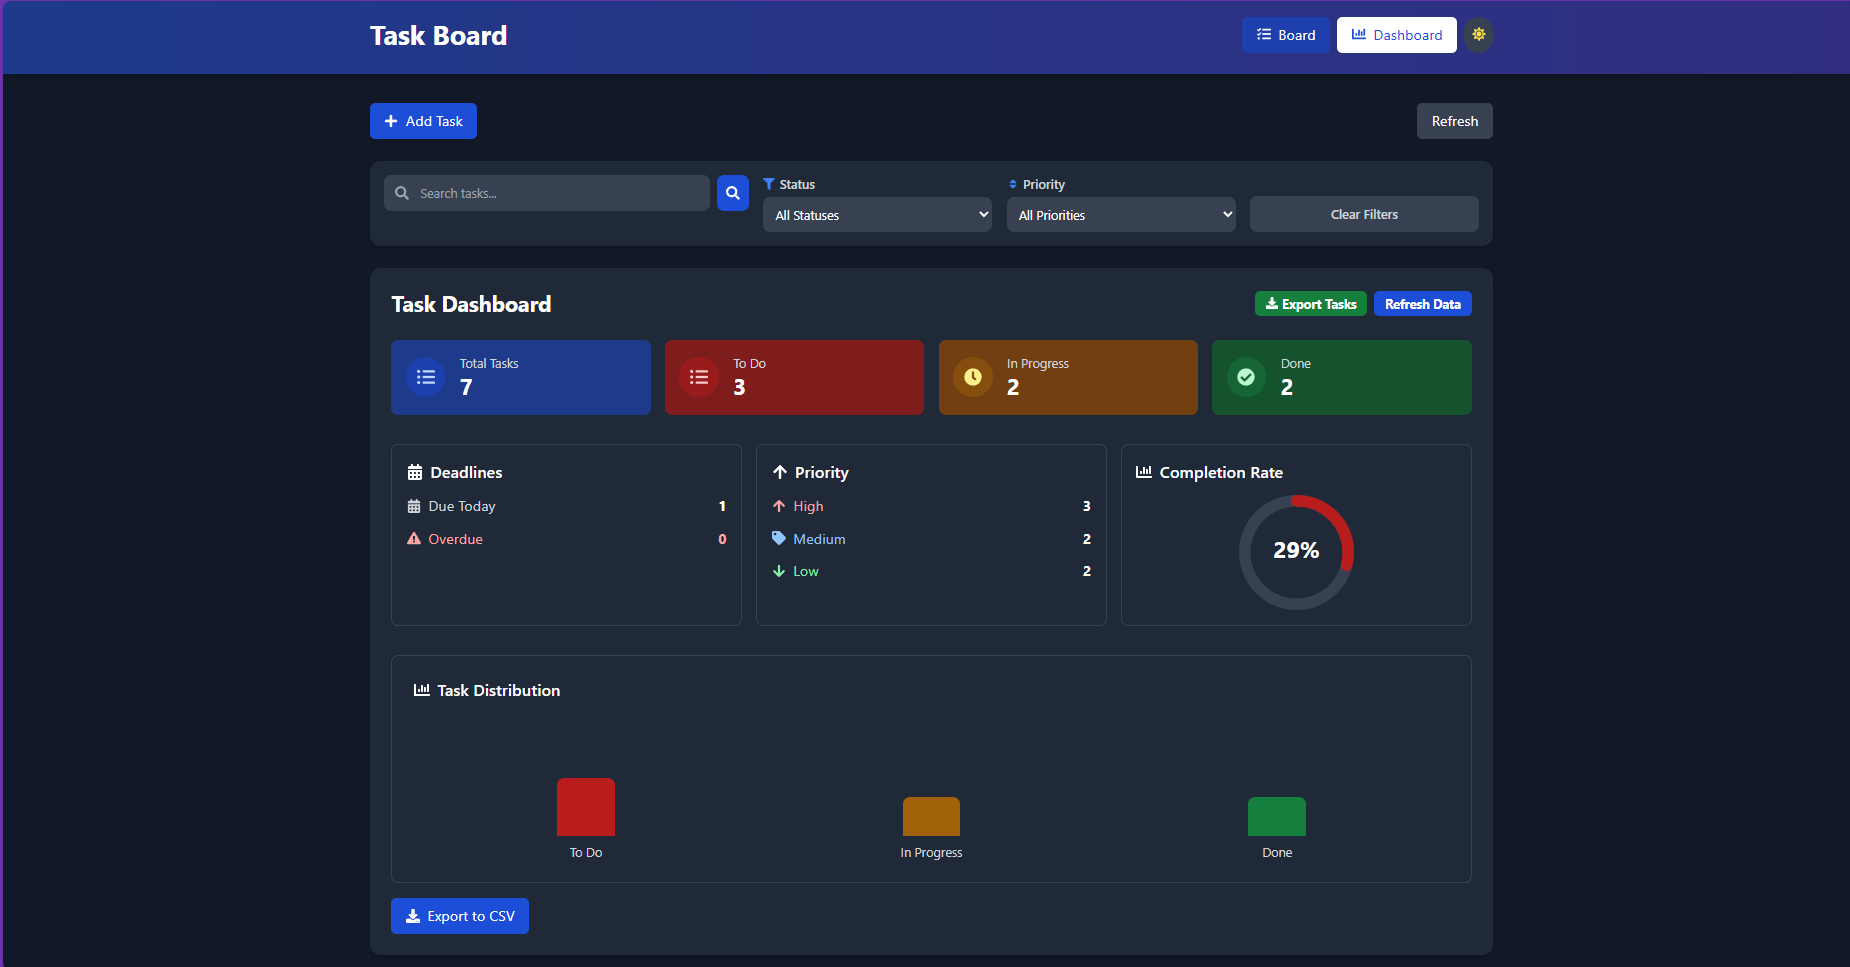 Task Board
Board
Dashboard
Add Task
Refresh
Search tasks...
Status
All Statuses
Priority
All Priorities
Clear Filters
Task Dashboard
Export Tasks
Refresh Data
Total Tasks
7
To Do
3
In Progress
2
Done
2
Deadlines
Due Today 1
Overdue 0
Priority
High 3
Medium 2
Low 2
Completion Rate
29%
Task Distribution
To Do
In Progress
Done
Export to CSV